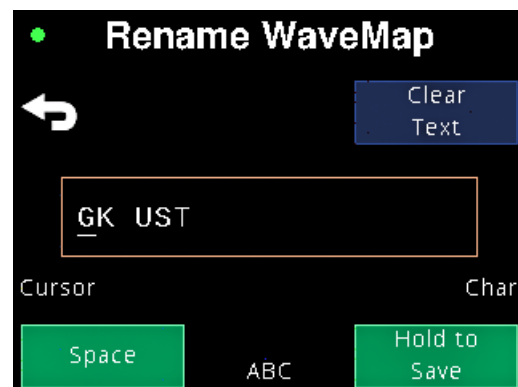 Rename WaveMap
Clear
Text
GK UST
Cursor
Char
Space
ABC
Hold to
Save